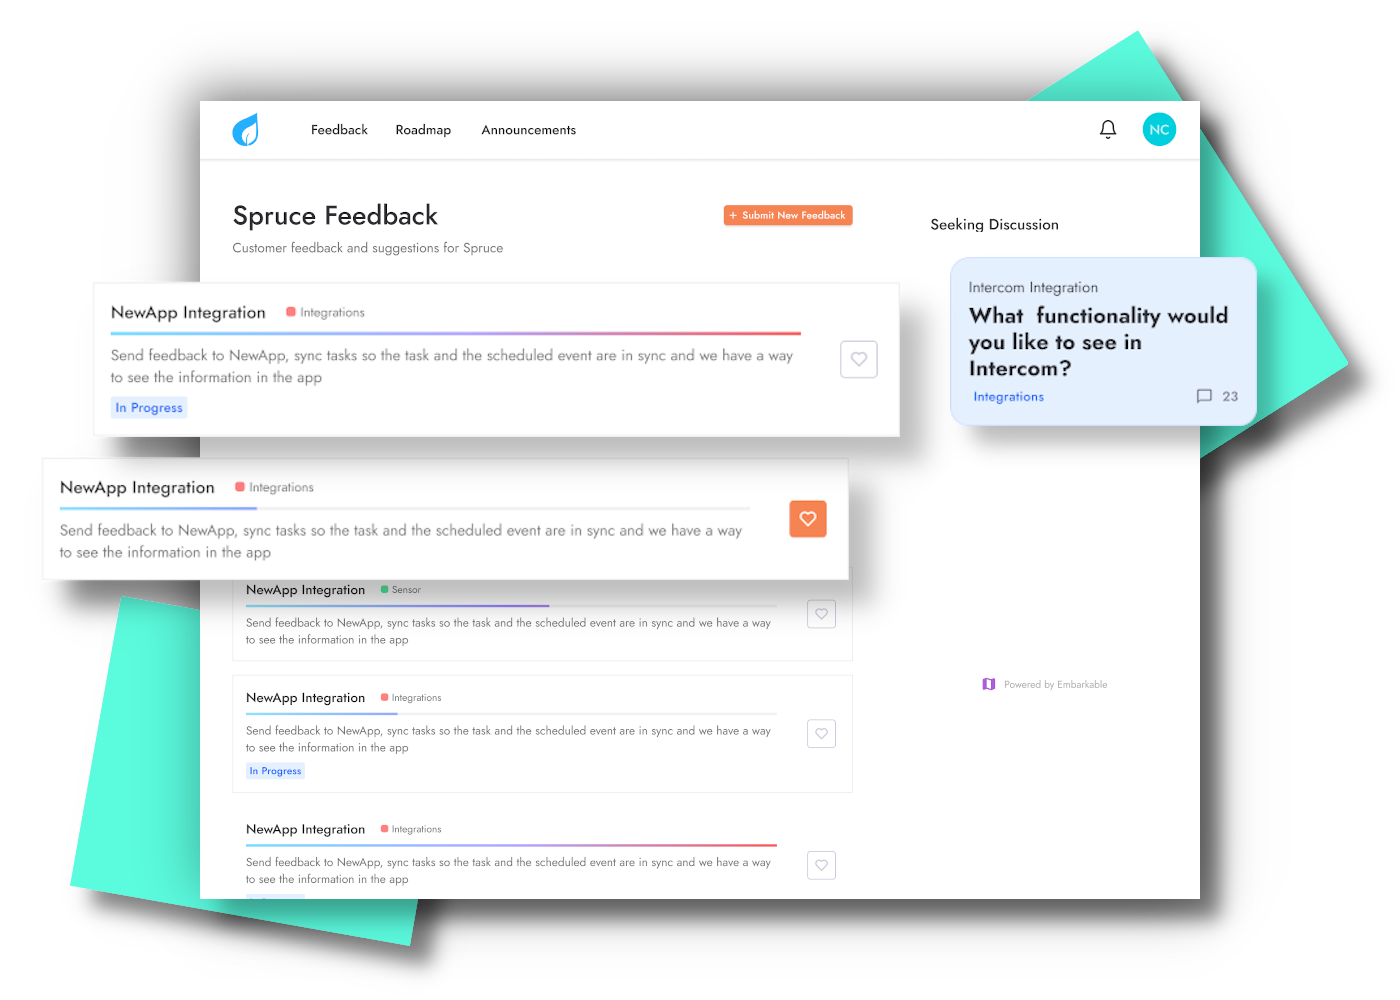 Feedback Roadmap Announcements
NC
Spruce Feedback
+ Submit New Feedback
Customer feedback and suggestions for Spruce
Seeking Discussion
Intercom Integration
What functionality would
you like to see in
Intercom?
Integrations
23
NewApp Integration
Integrations
Send feedback to NewApp, sync tasks so the task and the scheduled event are in sync and we have a way
to see the information in the app
In Progress
NewApp Integration
Integrations
Send feedback to NewApp, sync tasks so the task and the scheduled event are in sync and we have a way
to see the information in the app
NewApp Integration
Sensor
Send feedback to NewApp, sync tasks so the task and the scheduled event are in sync and we have a way
to see the information in the app
NewApp Integration
Integrations
Send feedback to NewApp, sync tasks so the task and the scheduled event are in sync and we have a way
to see the information in the app
In Progress
Powered by Embarkable
NewApp Integration
Integrations
Send feedback to NewApp, sync tasks so the task and the scheduled event are in sync and we have a way
to see the information in the app